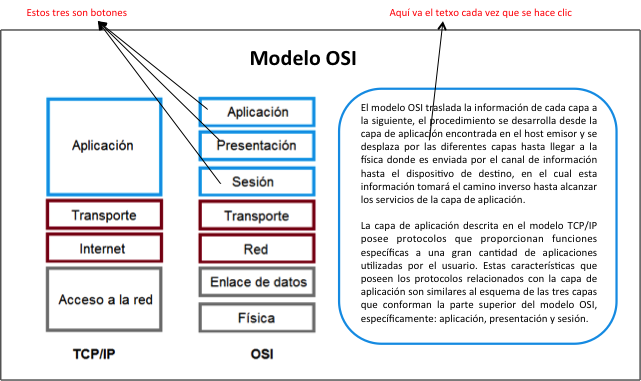 Estos tres son botones
Aquí va el tetxo cada vez que se hace clic
Modelo OSI
Aplicación
Transporte
Internet
Acceso a la red
TCP/IP
Aplicación
Presentación
Sesión
Transporte
Red
Enlace de datos
Física
OSI
El modelo OSI traslada la información de cada capa a
la siguiente, el procedimiento se desarrolla desde la
capa de aplicación encontrada en el host emisor y se
desplaza por las diferentes capas hasta llegar a la
física donde es enviada por el canal de información
hasta el dispositivo de destino, en el cual esta
información tomará el camino inverso hasta alcanzar
los servicios de la capa de aplicación.
La capa de aplicación descrita en el modelo TCP/IP
posee protocolos que proporcionan funciones
específicas a una gran cantidad de aplicaciones
utilizadas por el usuario. Estas características que
poseen los protocolos relacionados con la capa de
aplicación son similares al esquema de las tres capas
que conforman la parte superior del modelo OSI,
específicamente: aplicación, presentación y sesión.